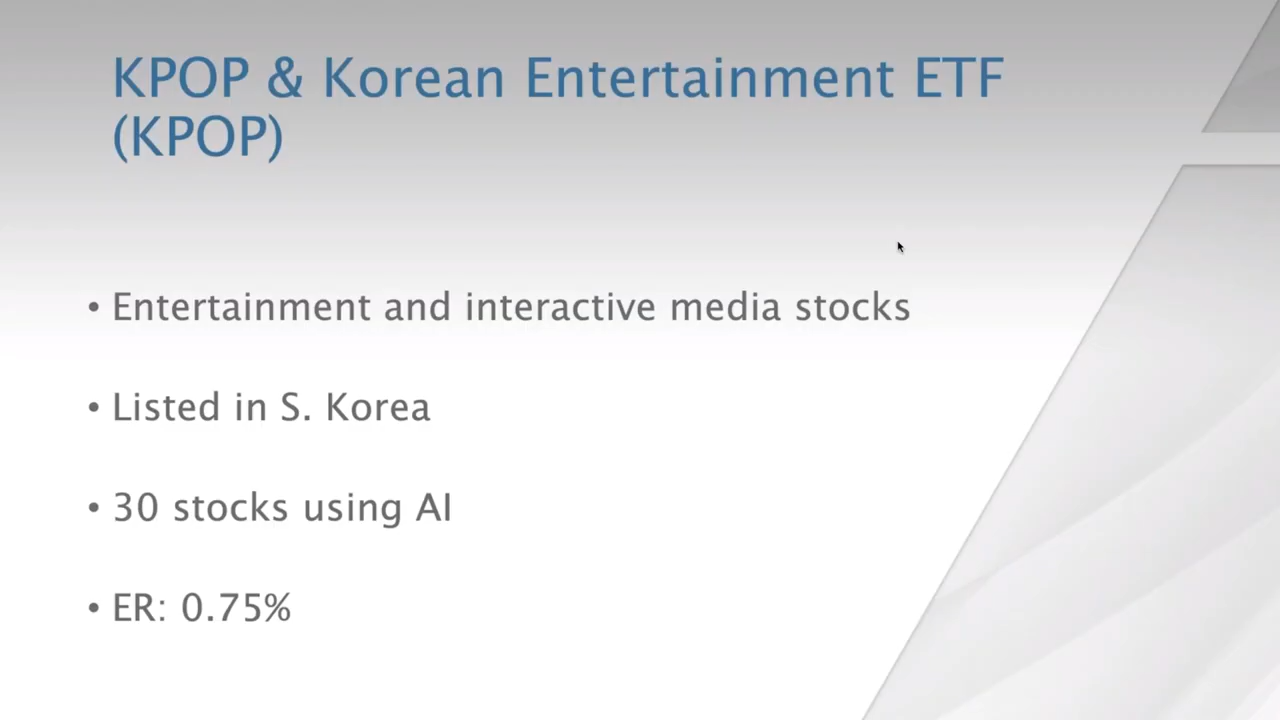 KPOP & Korean Entertainment ETF
(KPOP)
• Entertainment and interactive media stocks
• Listed in S. Korea
• 30 stocks using AI
• ER: 0.75%